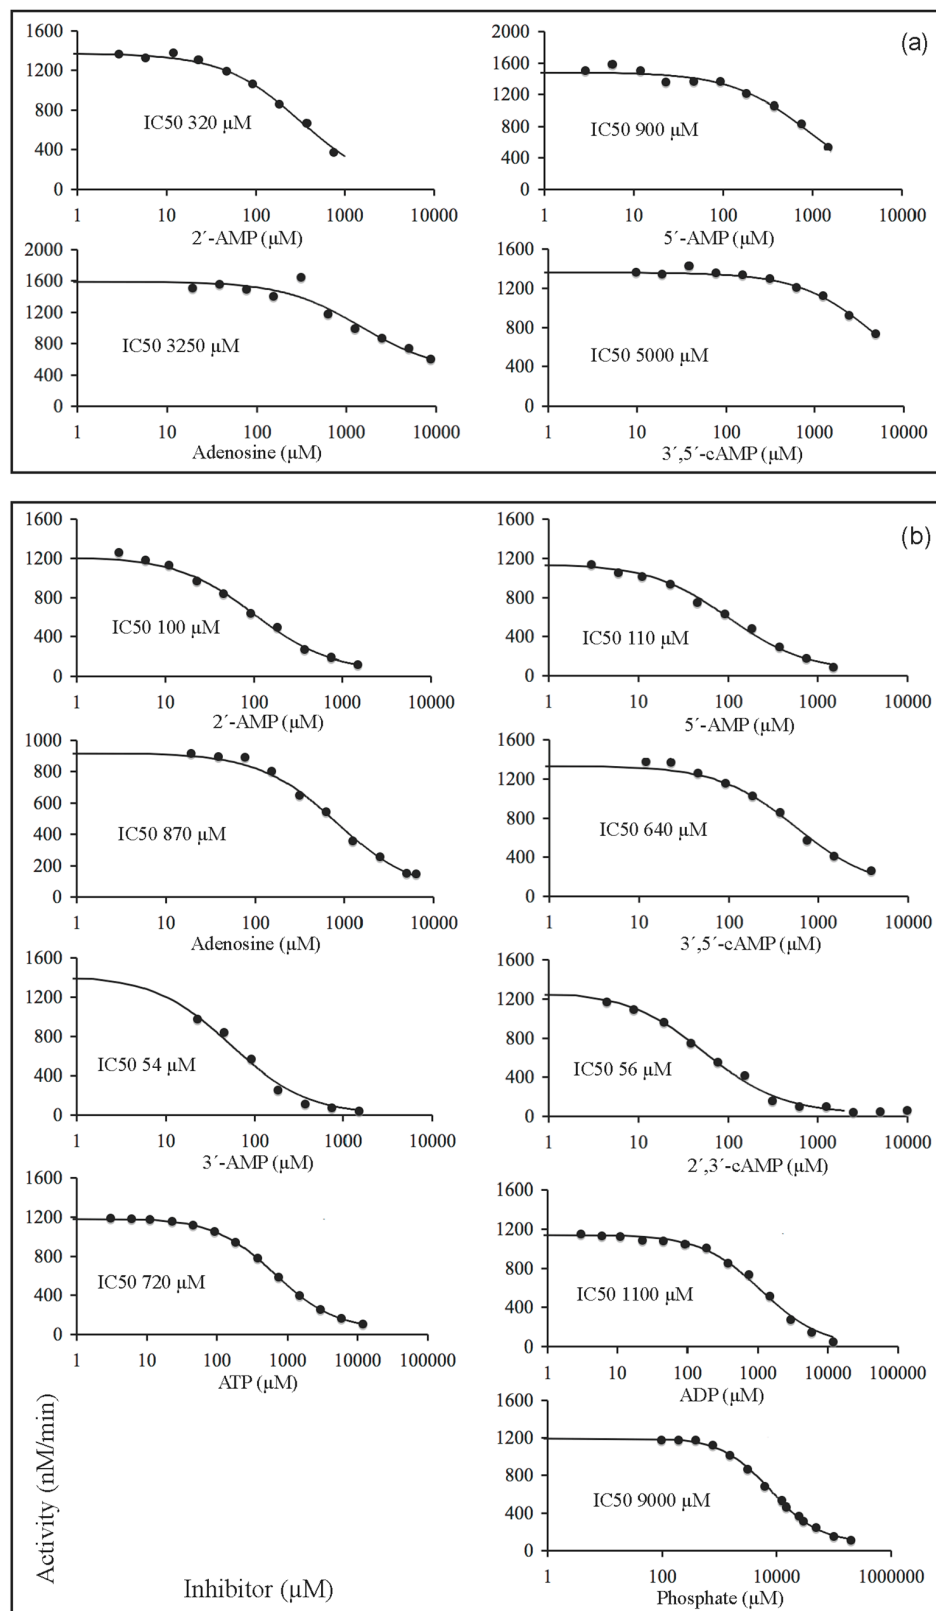 (a)
1600
1200
800
400
0
IC50 320 µM
1 10 100 1000 10000
2´-AMP (µM)
2000
1600
1200
800
400
0
IC50 900 µM
1 10 100 1000 10000
5´-AMP (µM)
2000
1600
1200
800
400
0
IC50 3250 µM
1 10 100 1000 10000
Adenosine (µM)
1600
1200
800
400
0
IC50 5000 µM
1 10 100 1000 10000
3´,5´-cAMP (µM)
(b)
1600
1200
800
400
0
IC50 100 µM
1 10 100 1000 10000
2´-AMP (µM)
1600
1200
800
400
0
IC50 110 µM
1 10 100 1000 10000
5´-AMP (µM)
1000
800
600
400
200
0
IC50 870 µM
1 10 100 1000 10000
Adenosine (µM)
1600
1200
800
400
0
IC50 640 µM
1 10 100 1000 10000
3´,5´-cAMP (µM)
1600
1200
800
400
0
IC50 54 µM
1 10 100 1000 10000
3´-AMP (µM)
1600
1200
800
400
0
IC50 56 µM
1 10 100 1000 10000
2´,3´-cAMP (µM)
1600
1200
800
400
0
IC50 720 µM
1 10 100 1000 10000 100000
ATP (µM)
1600
1200
800
400
0
IC50 1100 µM
1 10 100 1000 10000 100000
ADP (µM)
1600
1200
800
400
0
IC50 9000 µM
1 100 10000 1000000
Phosphate (µM)
Activity (nM/min)
Inhibitor (µM)